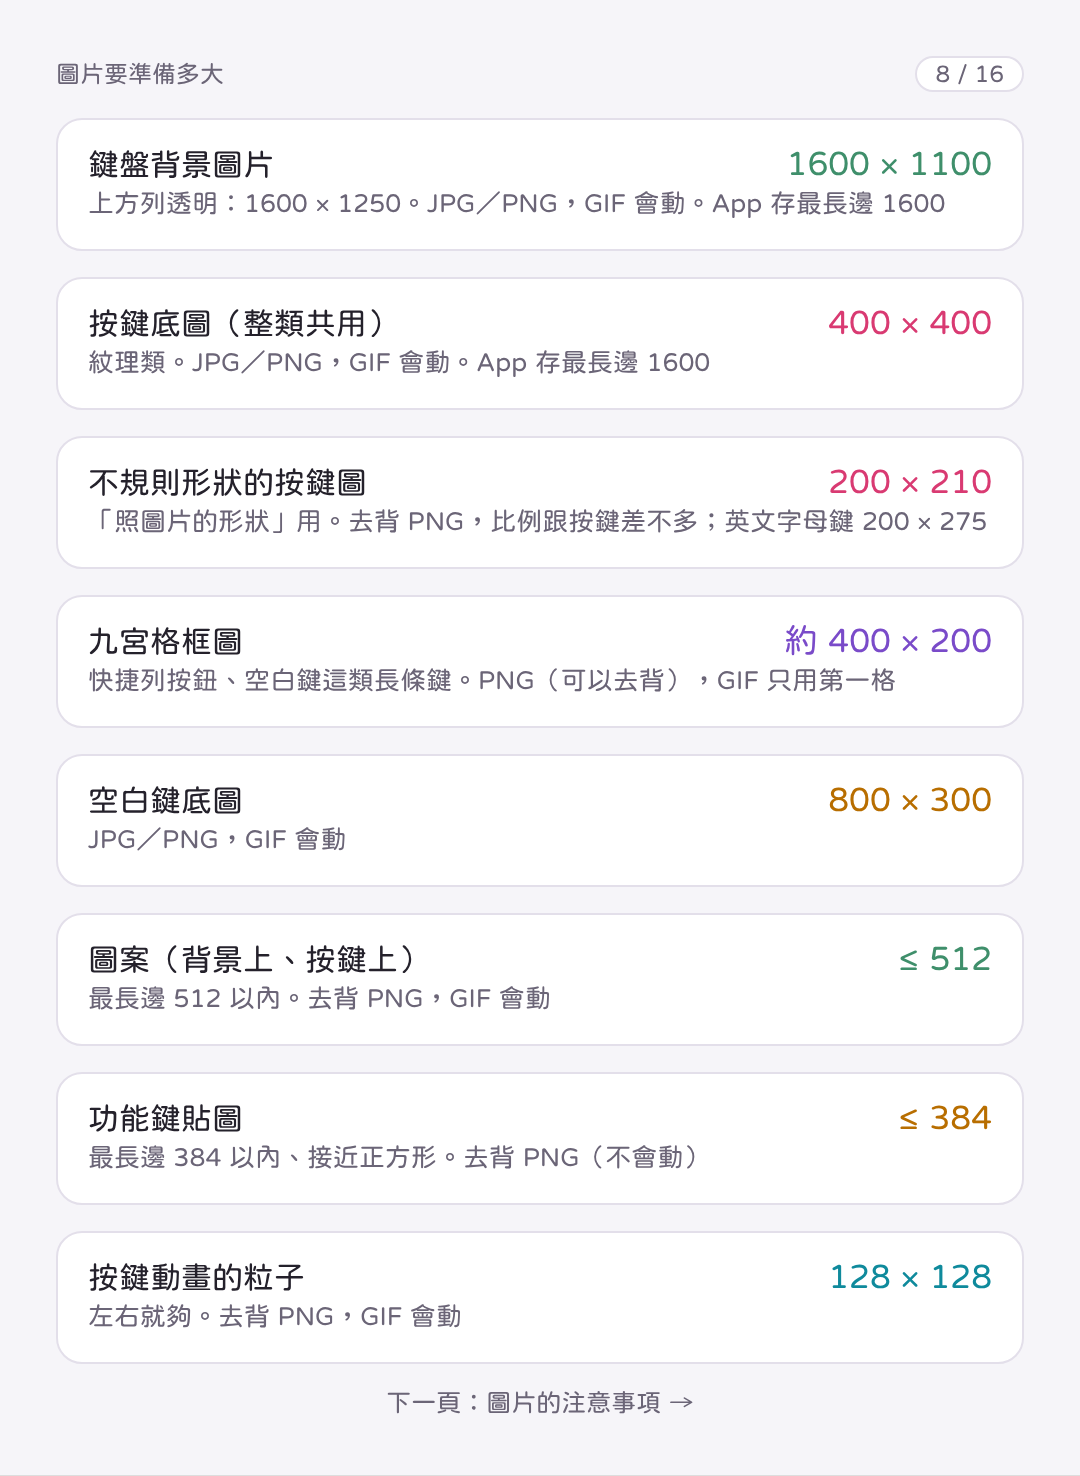 圖片要準備多大
8 / 16
鍵盤背景圖片
1600 × 1100
上方列透明：1600 × 1250。JPG／PNG，GIF 會動。App 存最長邊 1600
按鍵底圖（整類共用）
400 × 400
紋理類。JPG／PNG，GIF 會動。App 存最長邊 1600
不規則形狀的按鍵圖
200 × 210
「照圖片的形狀」用。去背 PNG，比例跟按鍵差不多；英文字母鍵 200 × 275
九宮格框圖
約 400 × 200
快捷列按鈕、空白鍵這類長條鍵。PNG（可以去背），GIF 只用第一格
空白鍵底圖
800 × 300
JPG／PNG，GIF 會動
圖案（背景上、按鍵上）
≤ 512
最長邊 512 以內。去背 PNG，GIF 會動
功能鍵貼圖
≤ 384
最長邊 384 以內、接近正方形。去背 PNG（不會動）
按鍵動畫的粒子
128 × 128
左右就夠。去背 PNG，GIF 會動
下一頁：圖片的注意事項 →